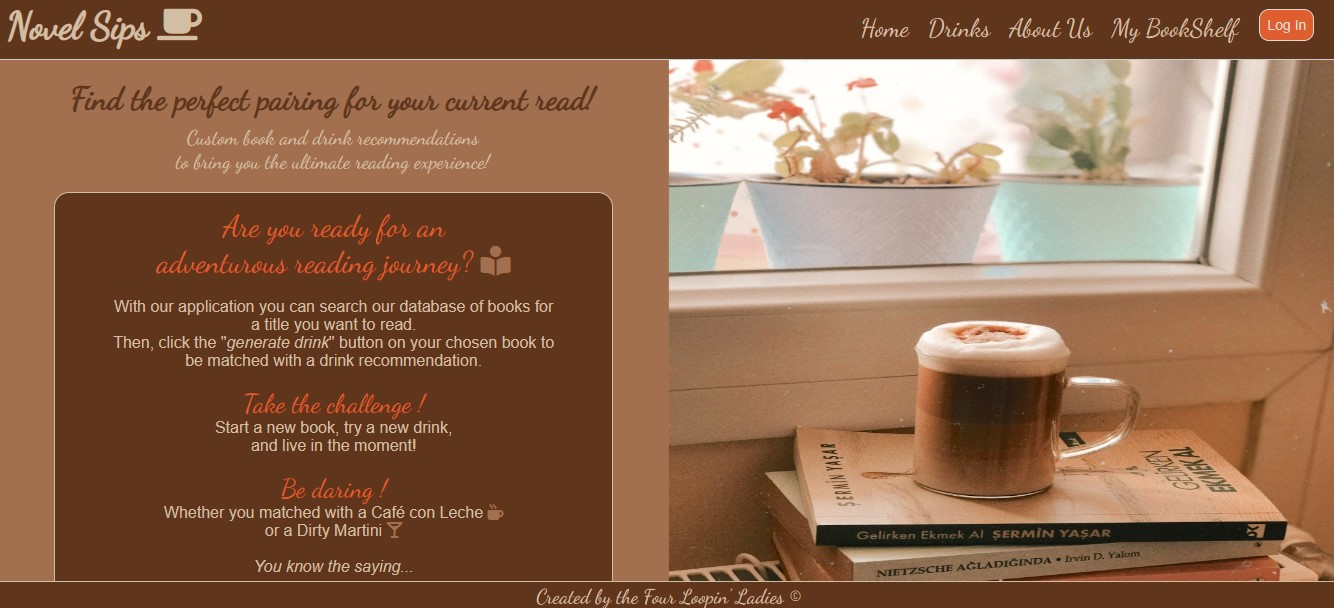 Novel Sips
Home Drinks About Us My BookShelf Log In
Find the perfect pairing for your current read!
Custom book and drink recommendations
to bring you the ultimate reading experience!
Are you ready for an
adventurous reading journey?
With our application you can search our database of books for
a title you want to read.
Then, click the "generate drink" button on your chosen book to
be matched with a drink recommendation.
Take the challenge !
Start a new book, try a new drink,
and live in the moment!
Be daring !
Whether you matched with a Café con Leche
or a Dirty Martini
You know the saying...
ŞERMİN YAŞAR
GELİRKEN
EKMEK AL
Gelirken Ekmek Al ŞERMİN YAŞAR
NIETZSCHE AĞLADIĞINDA • Irvin D. Yalom
Created by the Four Loopin' Ladies ©